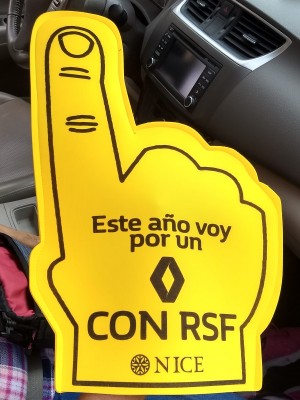 Este año voy
por un
CON RSF
NICE